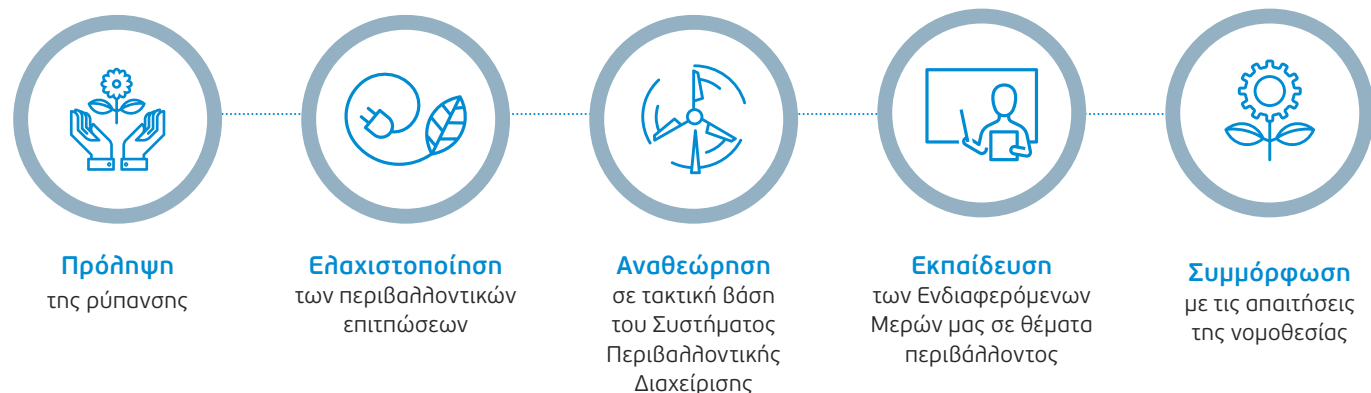 Πρόληψη
της ρύπανσης
Ελαχιστοποίηση
των περιβαλλοντικών
επιτπώσεων
Αναθεώρηση
σε τακτική βάση
του Συστήματος
Περιβαλλοντικής
Διαχείρισης
Εκπαίδευση
των Ενδιαφερόμενων
Μερών μας σε θέματα
περιβάλλοντος
Συμμόρφωση
με τις απαιτήσεις
της νομοθεσίας